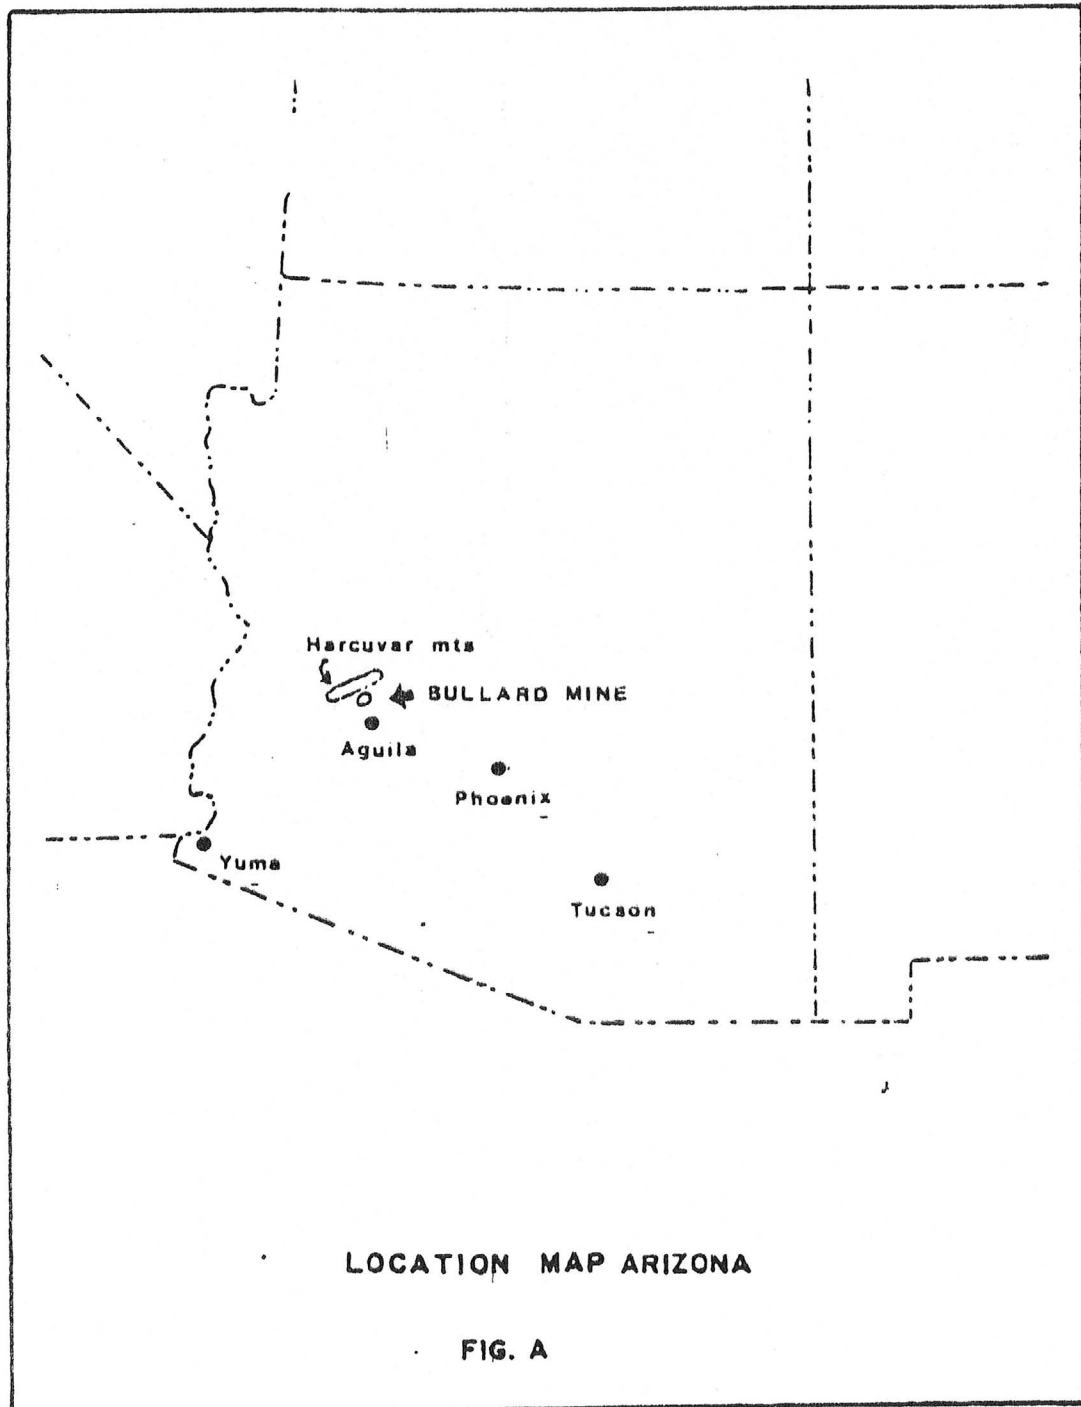 Harcuvar mts
BULLARD MINE
Aguila
Phoenix
Yuma
Tucson
LOCATION MAP ARIZONA
FIG. A